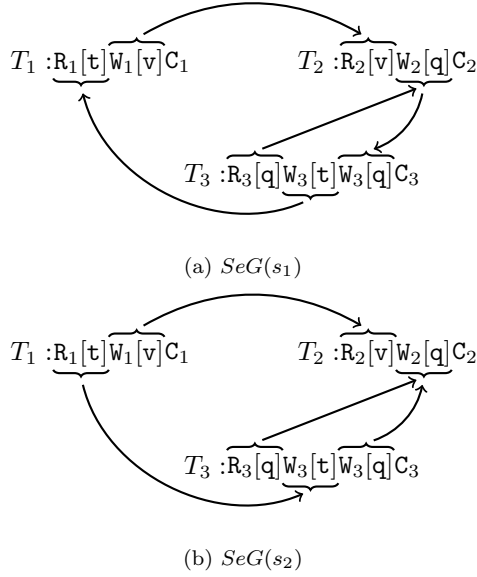 T₁ :R₁[t]W₁[v]C₁ T₂ :R₂[v]W₂[q]C₂
T₃ :R₃[q]W₃[t]W₃[q]C₃
(a) SeG(s₁)
T₁ :R₁[t]W₁[v]C₁ T₂ :R₂[v]W₂[q]C₂
T₃ :R₃[q]W₃[t]W₃[q]C₃
(b) SeG(s₂)